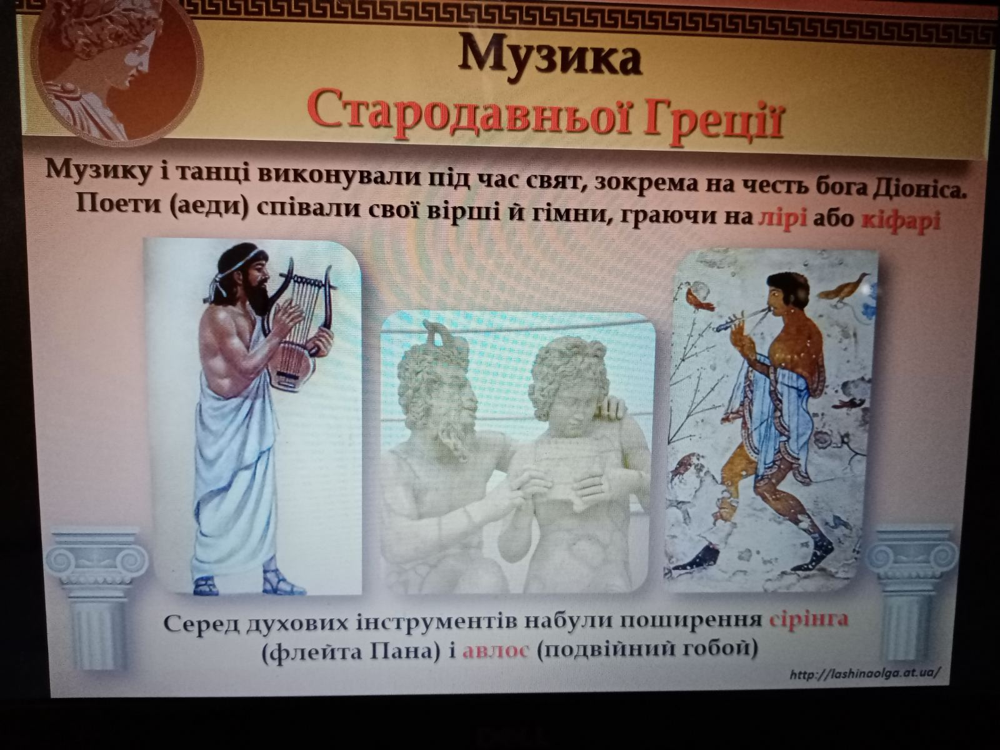 Музика
Стародавньої Греції
Музику і танці виконували під час свят, зокрема на честь бога Діоніса.
Поети (аеди) співали свої вірші й гімни, граючи на лірі або кіфарі
Серед духових інструментів набули поширення сірінга
(флейта Пана) і авлос (подвійний гобой)
http://lashinaolga.at.ua/
DELL